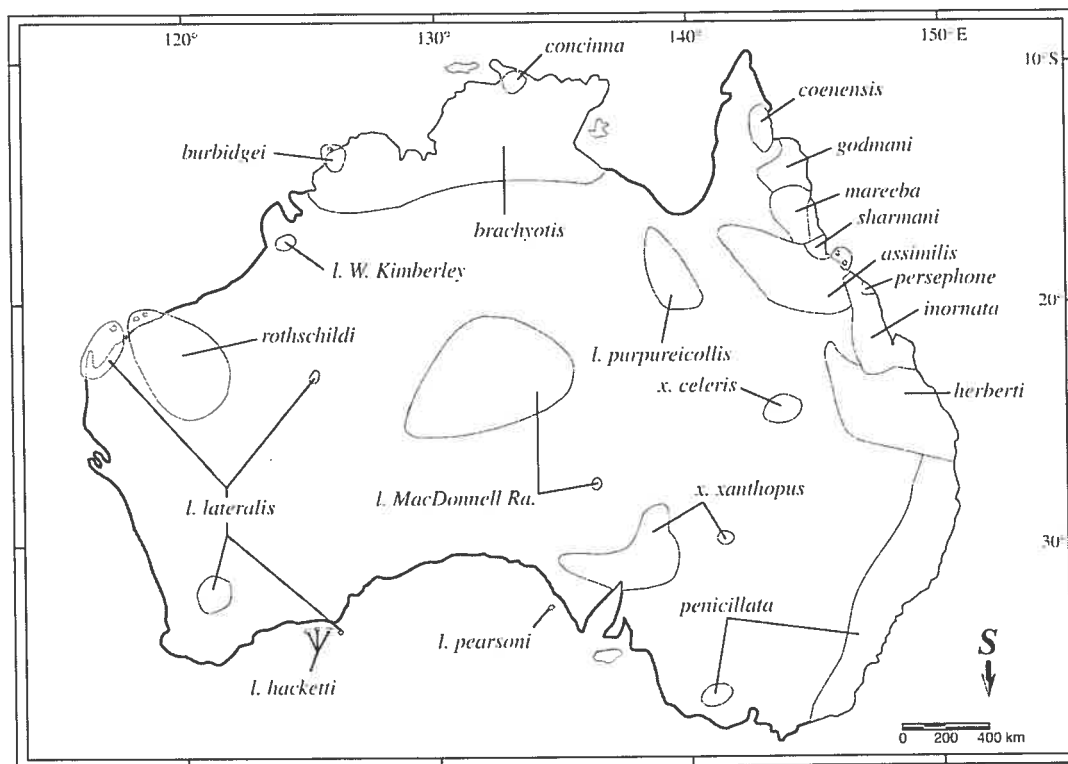 120°
130°
140°
150°E
10°S
concinna
coenensis
burbidgei
godmani
mareeba
sharmani
brachyotis
assimilis
l. W. Kimberley
persephone
20°
inornata
rothschildi
l. purpureicollis
x. celeris
herberti
l. lateralis
l. MacDonnell Ra.
x. xanthopus
30°
penicillata
l. pearsoni
S
l. hacketti
0 200 400 km